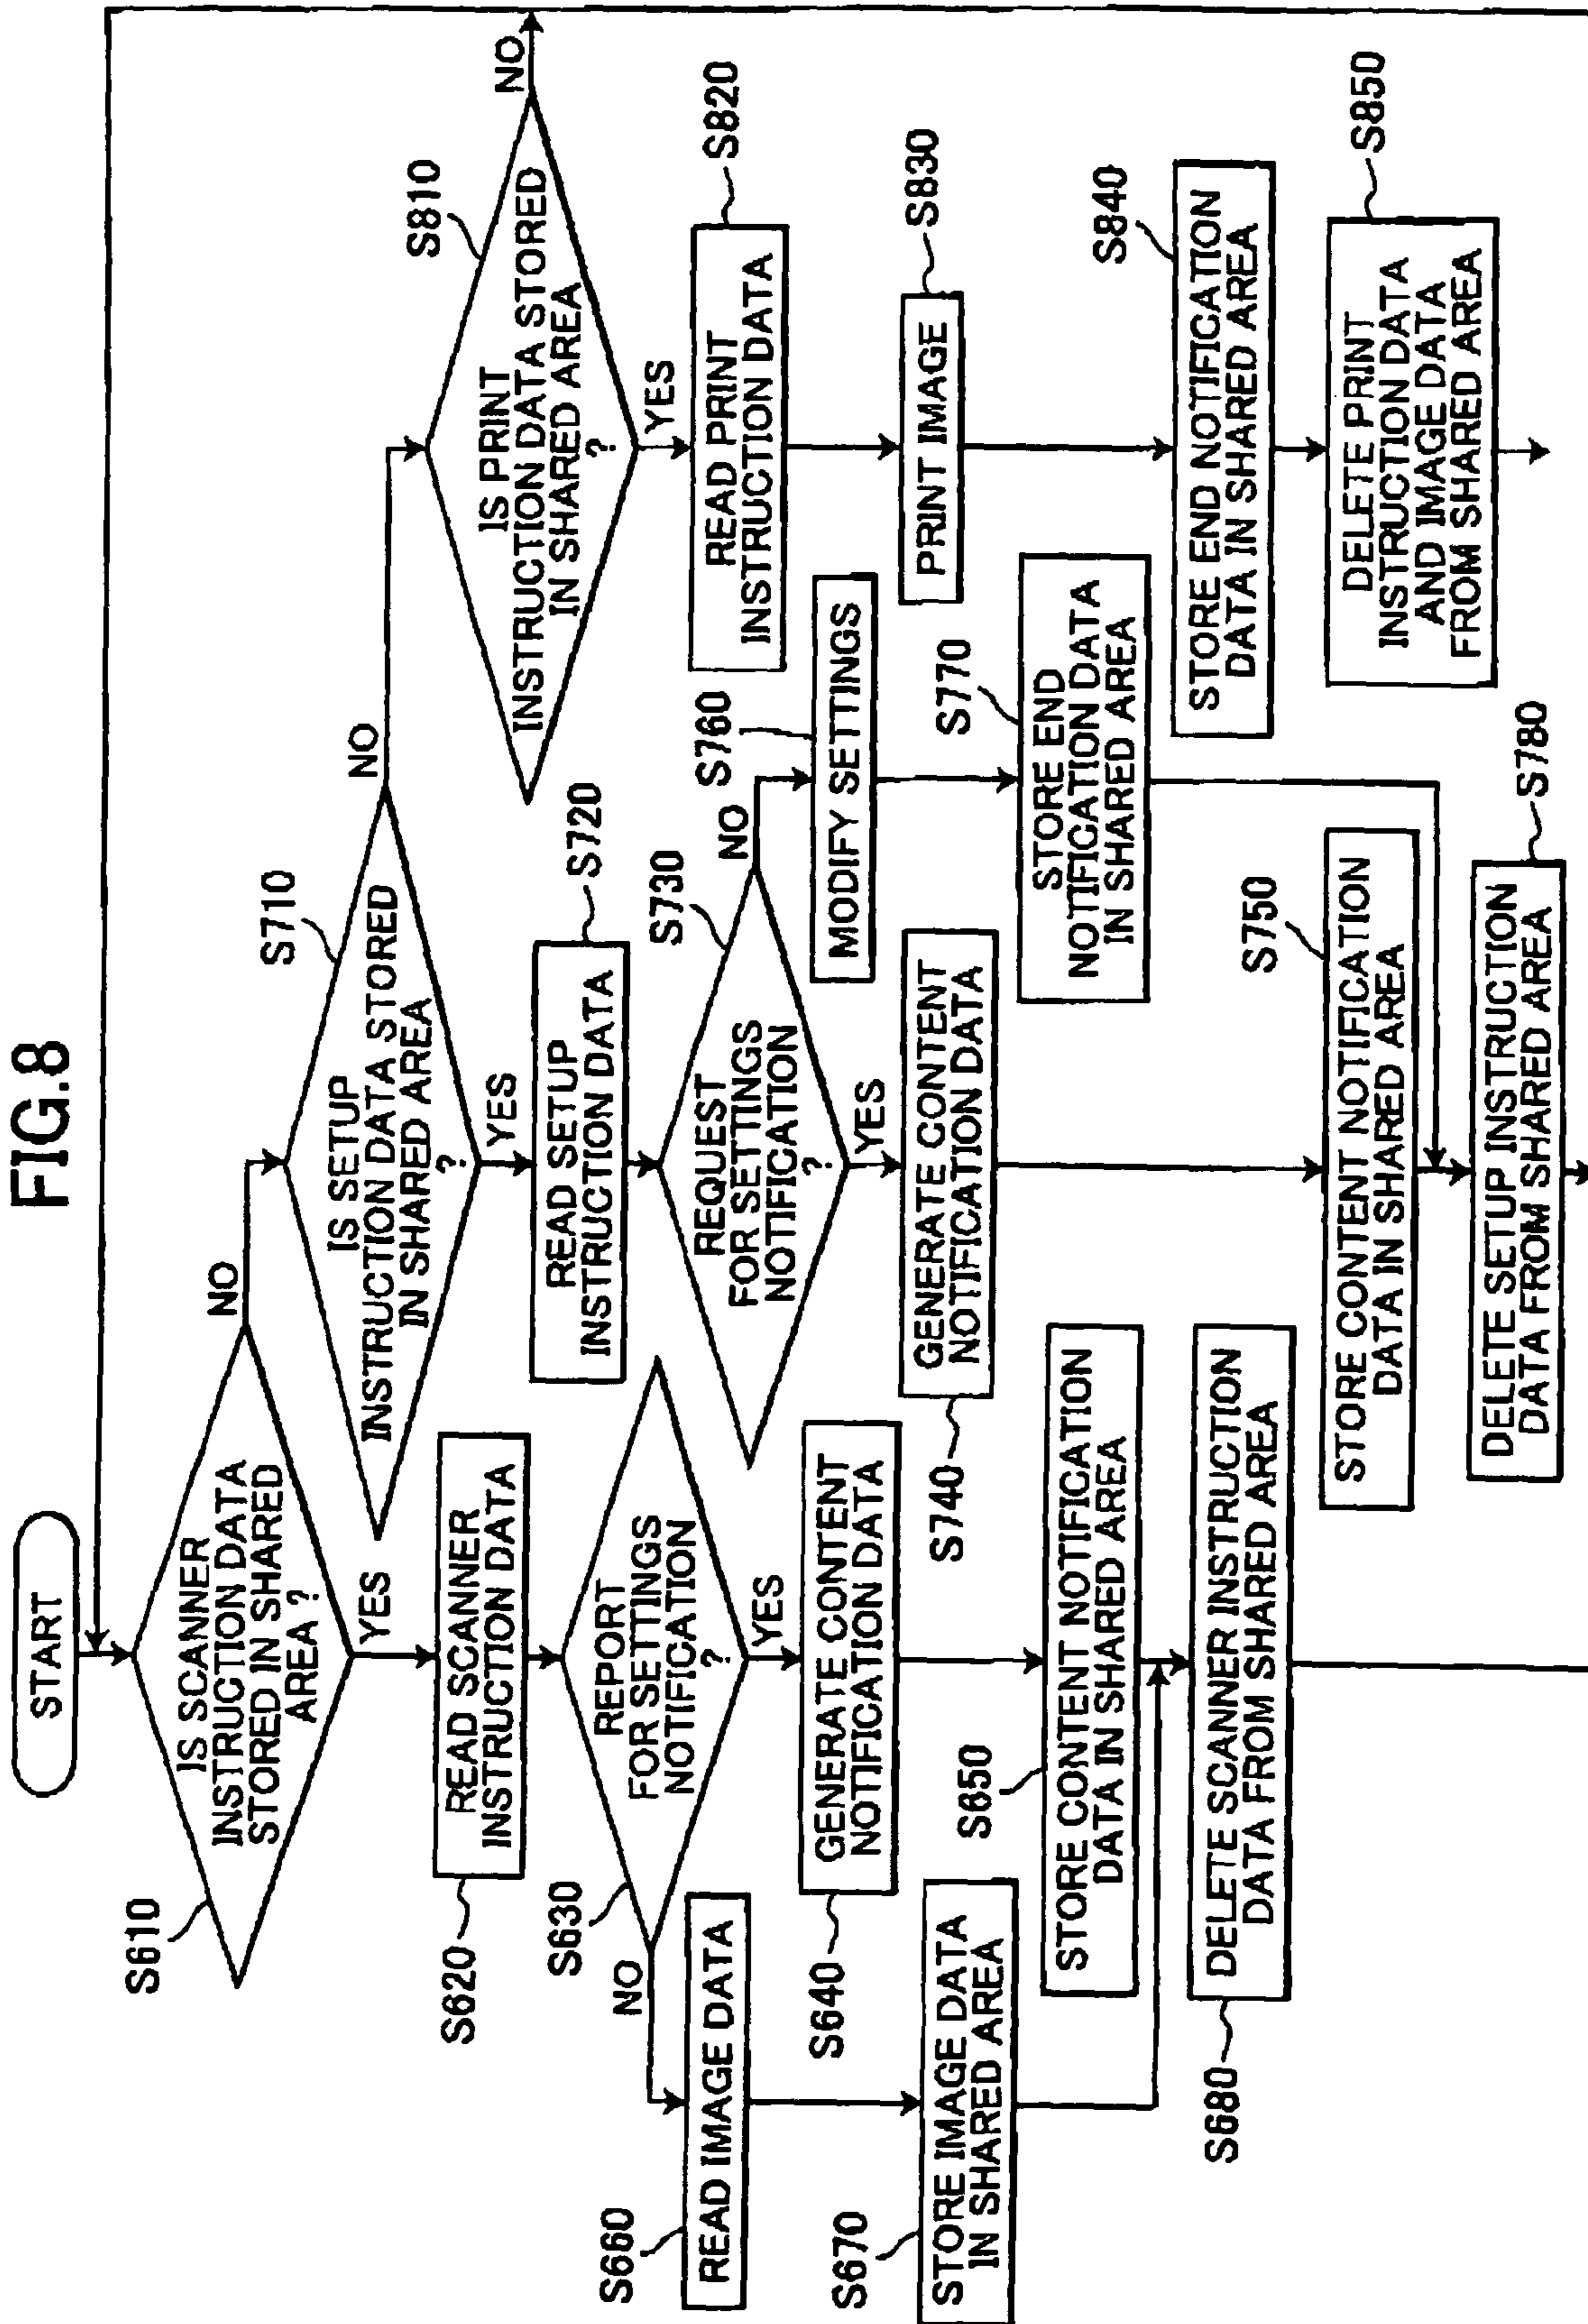 FIG.8
START
S610
IS SCANNER
INSTRUCTION DATA
STORED IN SHARED
AREA ?
NO
YES
S620
READ SCANNER
INSTRUCTION DATA
S630
REPORT
FOR SETTINGS
NOTIFICATION
?
NO
YES
S660
READ IMAGE DATA
S640
GENERATE CONTENT
NOTIFICATION DATA
S670
STORE IMAGE DATA
IN SHARED AREA
S650
STORE CONTENT NOTIFICATION
DATA IN SHARED AREA
S680
DELETE SCANNER INSTRUCTION
DATA FROM SHARED AREA
S710
IS SETUP
INSTRUCTION DATA STORED
IN SHARED AREA
?
NO
YES
S720
READ SETUP
INSTRUCTION DATA
S730
REQUEST
FOR SETTINGS
NOTIFICATION
?
NO
YES
S760
MODIFY SETTINGS
S740
GENERATE CONTENT
NOTIFICATION DATA
S770
STORE END
NOTIFICATION DATA
IN SHARED AREA
S750
STORE CONTENT NOTIFICATION
DATA IN SHARED AREA
S780
DELETE SETUP INSTRUCTION
DATA FROM SHARED AREA
S810
IS PRINT
INSTRUCTION DATA STORED
IN SHARED AREA
?
NO
YES
S820
READ PRINT
INSTRUCTION DATA
S830
PRINT IMAGE
S840
STORE END NOTIFICATION
DATA IN SHARED AREA
S850
DELETE PRINT
INSTRUCTION DATA
AND IMAGE DATA
FROM SHARED AREA